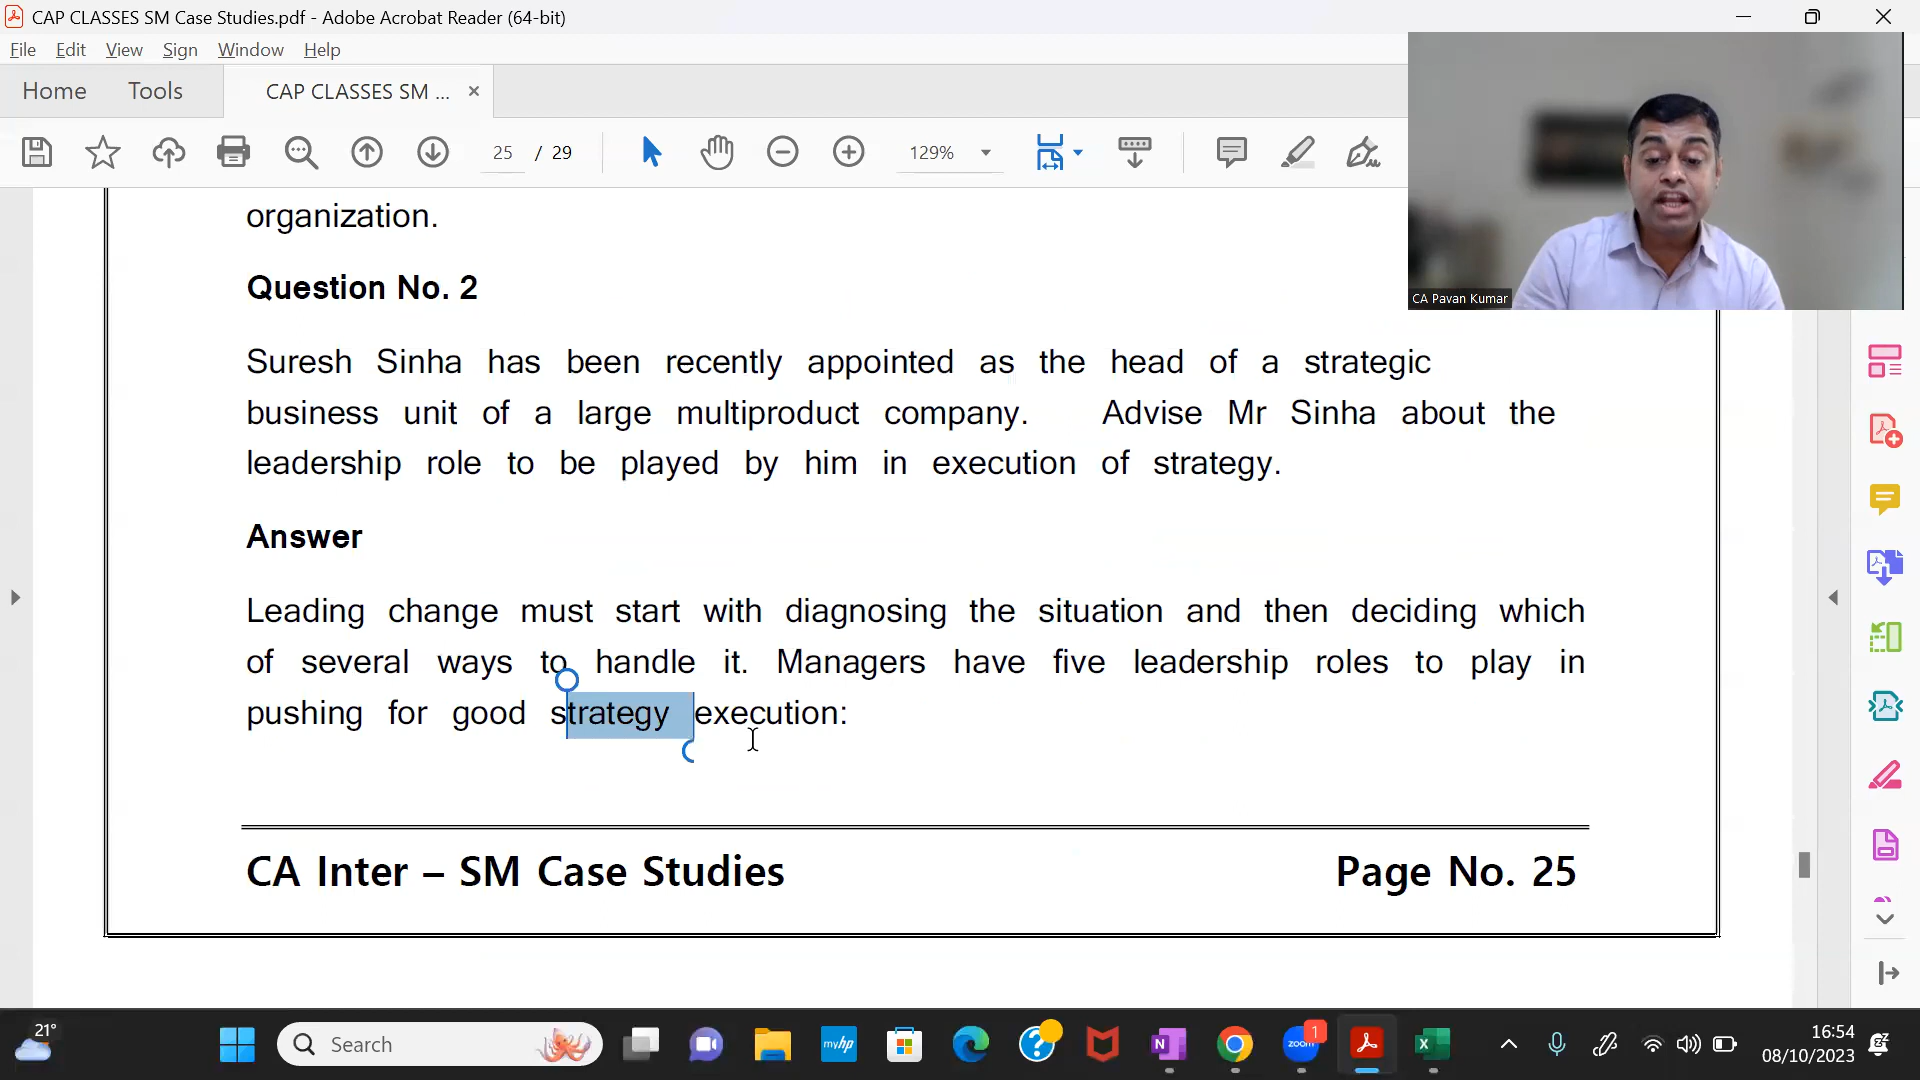 CAP CLASSES SM Case Studies.pdf - Adobe Acrobat Reader (64-bit)
File Edit View Sign Window Help
Home Tools CAP CLASSES SM ... ×
25 / 29 129%
CA Pavan Kumar
organization.
Question No. 2
Suresh Sinha has been recently appointed as the head of a strategic
business unit of a large multiproduct company. Advise Mr Sinha about the
leadership role to be played by him in execution of strategy.
Answer
Leading change must start with diagnosing the situation and then deciding which
of several ways to handle it. Managers have five leadership roles to play in
pushing for good strategy execution:
CA Inter – SM Case Studies Page No. 25
21°
Search
myhp
zoom 1
16:54
08/10/2023